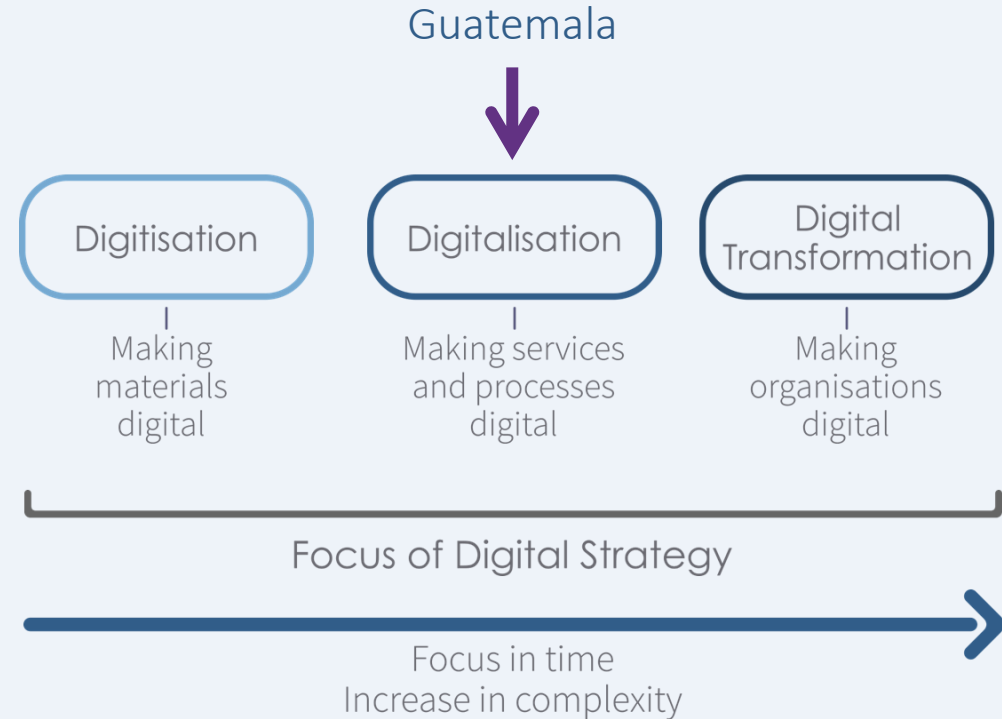 Guatemala
Digitisation
Digitalisation
Digital
Transformation
Making
materials
digital
Making services
and processes
digital
Making
organisations
digital
Focus of Digital Strategy
Focus in time
Increase in complexity